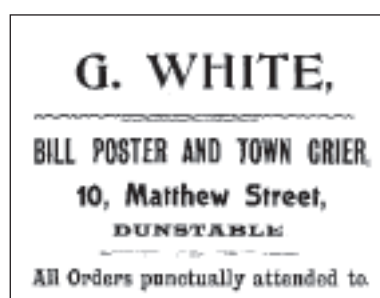 G. WHITE,
BILL POSTER AND TOWN CRIER,
10, Matthew Street,
DUNSTABLE
All Orders punctually attended to.